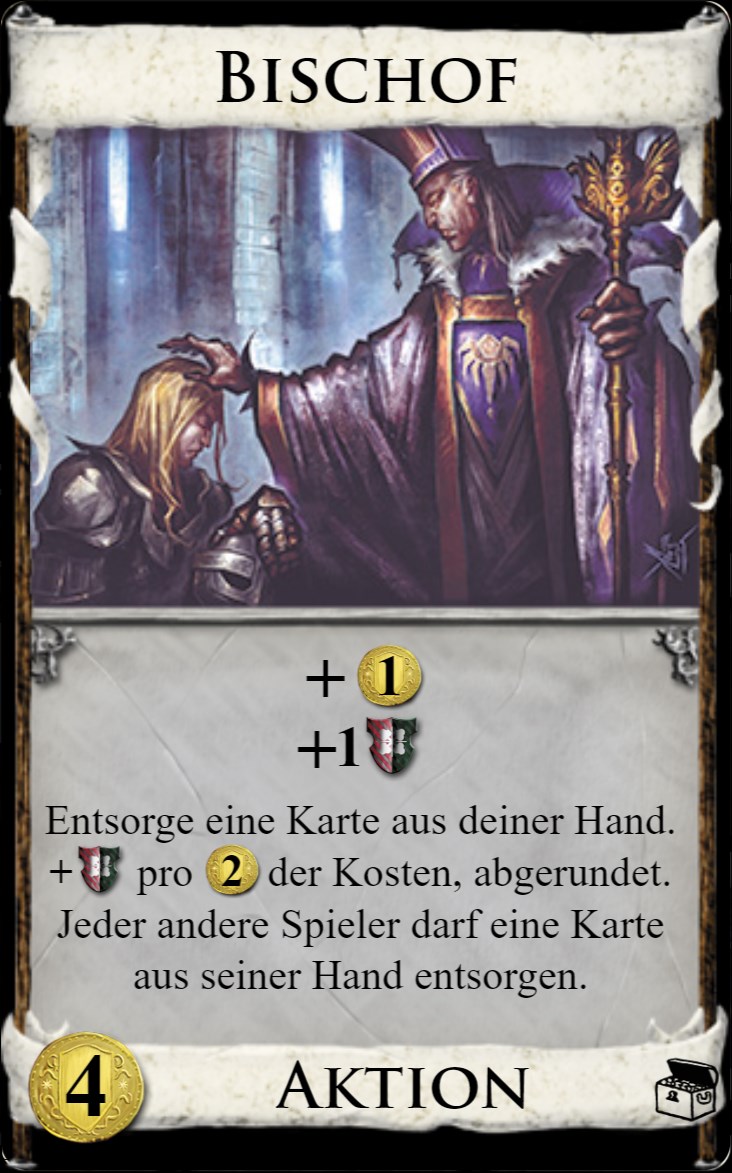 BISCHOF
+ 1
+1
Entsorge eine Karte aus deiner Hand.
+ pro 2 der Kosten, abgerundet.
Jeder andere Spieler darf eine Karte
aus seiner Hand entsorgen.
4 AKTION